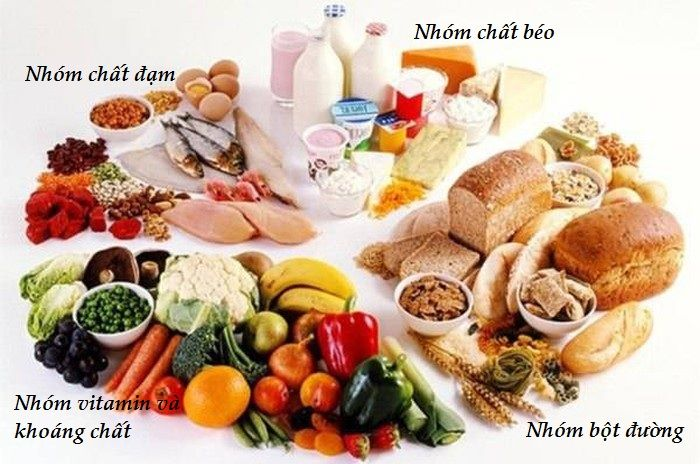 Nhóm chất béo
Nhóm chất đạm
Nhóm vitamin và
khoáng chất
Nhóm bột đường